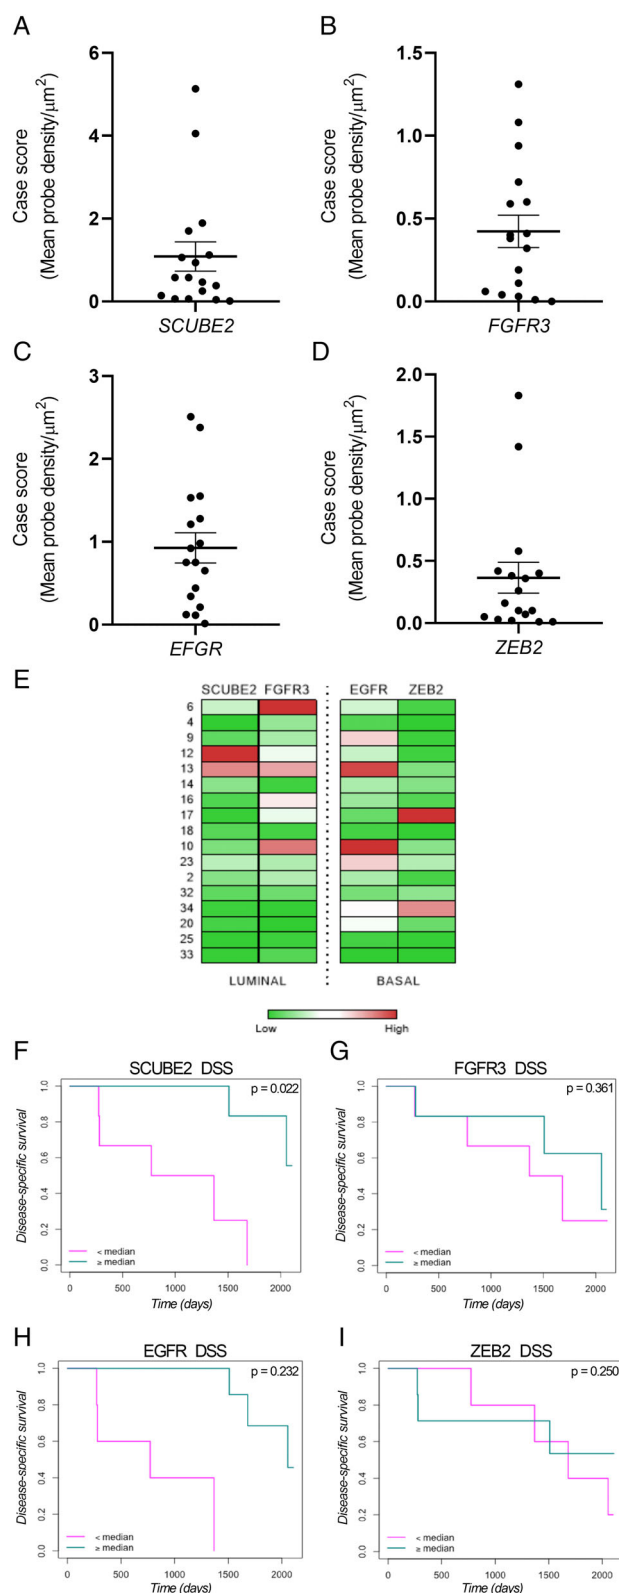 A
Case score
(Mean probe density/μm²)
6
4
2
0
SCUBE2
B
Case score
(Mean probe density/μm²)
1.5
1.0
0.5
0.0
FGFR3
C
Case score
(Mean probe density/μm²)
3
2
1
0
EFGR
D
Case score
(Mean probe density/μm²)
2.0
1.5
1.0
0.5
0.0
ZEB2
E
SCUBE2 FGFR3 EGFR ZEB2
6
4
9
12
13
14
16
17
18
10
23
2
32
34
20
25
33
LUMINAL BASAL
Low High
F
SCUBE2 DSS
p = 0.022
Disease-specific survival
1.0
0.8
0.6
0.4
0.2
0.0
< median
≥ median
0 500 1000 1500 2000
Time (days)
G
FGFR3 DSS
p = 0.361
Disease-specific survival
1.0
0.8
0.6
0.4
0.2
0.0
< median
≥ median
0 500 1000 1500 2000
Time (days)
H
EGFR DSS
p = 0.232
Disease-specific survival
1.0
0.8
0.6
0.4
0.2
0.0
< median
≥ median
0 500 1000 1500 2000
Time (days)
I
ZEB2 DSS
p = 0.250
Disease-specific survival
1.0
0.8
0.6
0.4
0.2
0.0
< median
≥ median
0 500 1000 1500 2000
Time (days)